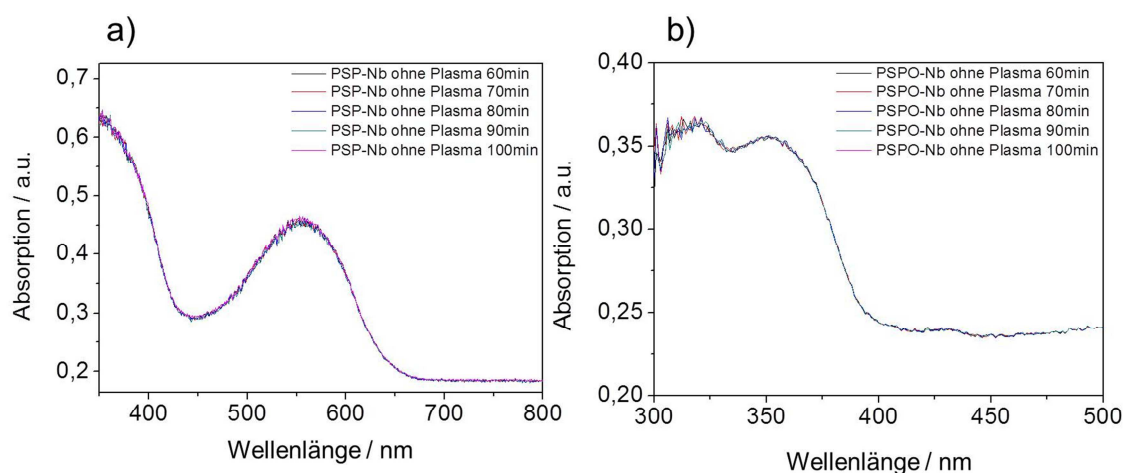 a)
0,7
0,6
0,5
0,4
0,3
0,2
Absorption / a.u.
PSP-Nb ohne Plasma 60min
PSP-Nb ohne Plasma 70min
PSP-Nb ohne Plasma 80min
PSP-Nb ohne Plasma 90min
PSP-Nb ohne Plasma 100min
400 500 600 700 800
Wellenlänge / nm
b)
0,40
0,35
0,30
0,25
0,20
Absorption / a.u.
PSPO-Nb ohne Plasma 60min
PSPO-Nb ohne Plasma 70min
PSPO-Nb ohne Plasma 80min
PSPO-Nb ohne Plasma 90min
PSPO-Nb ohne Plasma 100min
300 350 400 450 500
Wellenlänge / nm